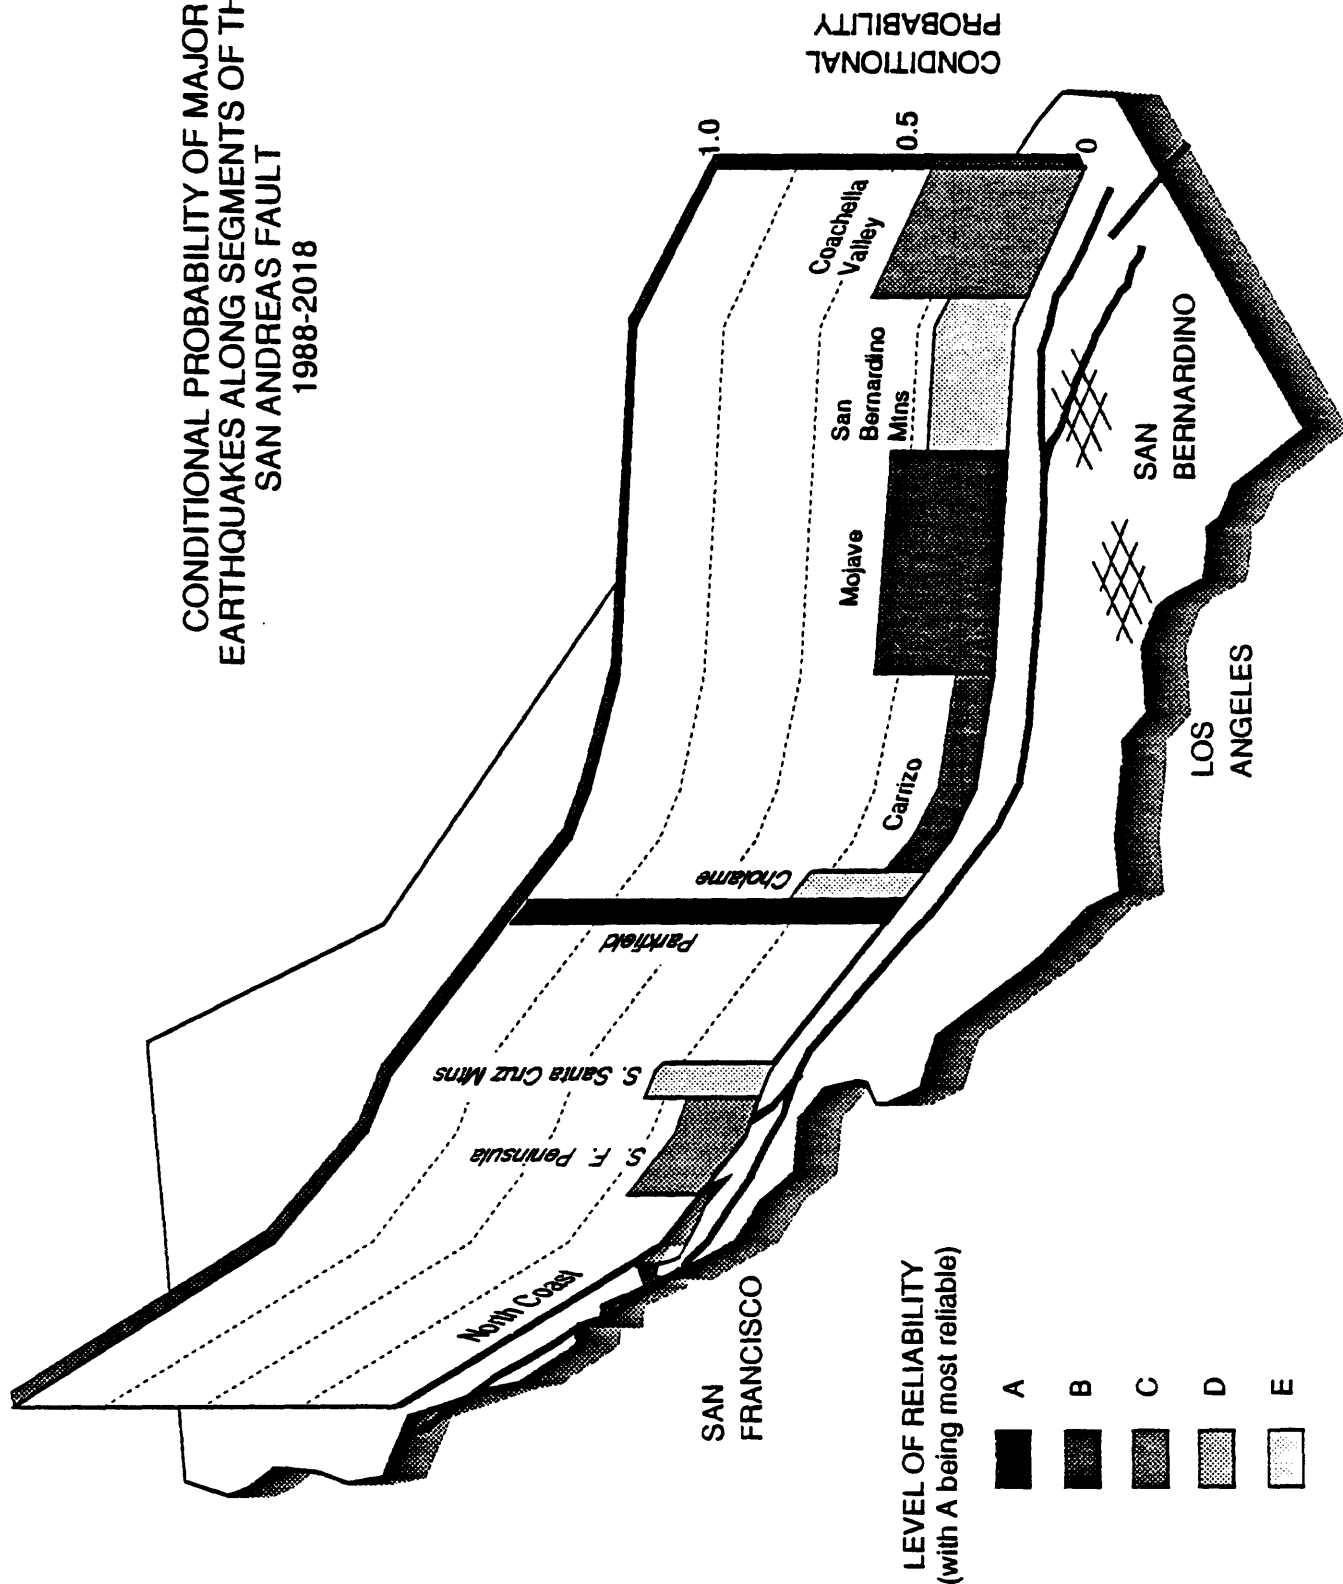 CONDITIONAL PROBABILITY OF MAJOR
EARTHQUAKES ALONG SEGMENTS OF
SAN ANDREAS FAULT
1988-2018
CONDITIONAL
PROBABILITY
1.0
0.5
0
North Coast
S. F. Peninsula
S. Santa Cruz Mtns
Parkfield
Cholame
Carrizo
Mojave
San
Bernardino
Mtns
Coachella
Valley
SAN
FRANCISCO
LOS
ANGELES
SAN
BERNARDINO
LEVEL OF RELIABILITY
(with A being most reliable)
A
B
C
D
E